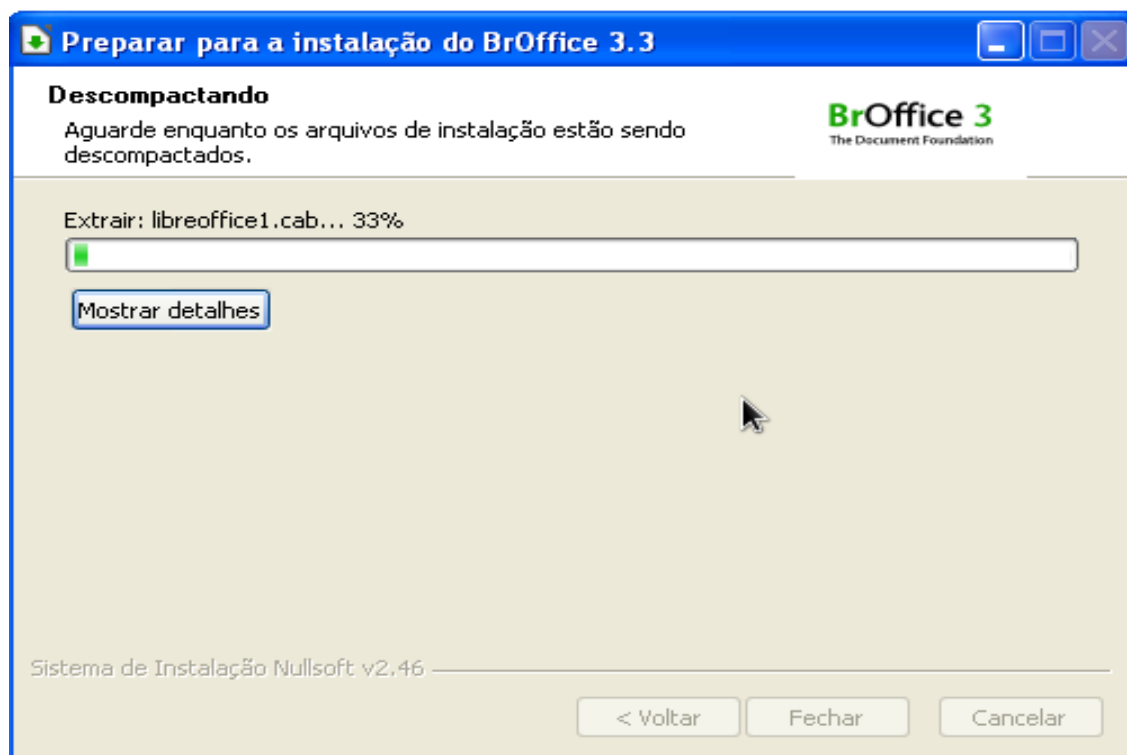 Preparar para a instalação do BrOffice 3.3
Descompactando
Aguarde enquanto os arquivos de instalação estão sendo
descompactados.
BrOffice 3
The Document Foundation
Extrair: libreoffice1.cab... 33%
Mostrar detalhes
Sistema de Instalação Nullsoft v2.46
< Voltar
Fechar
Cancelar